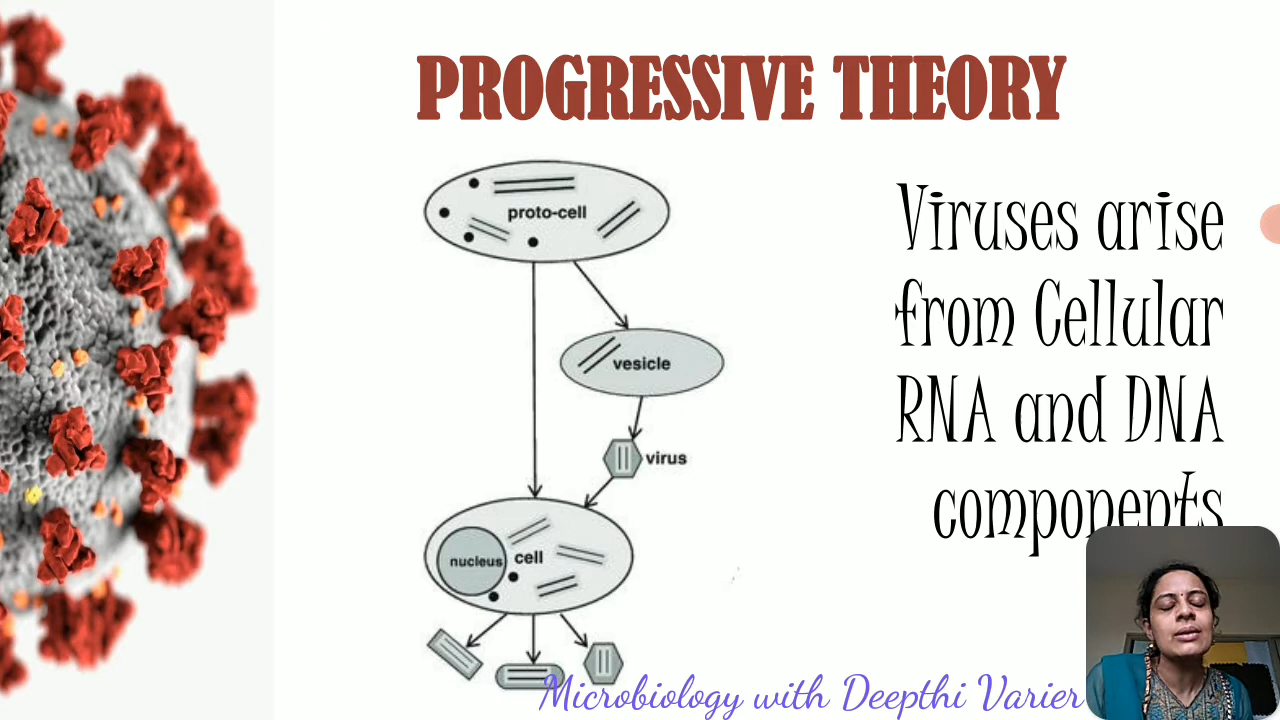 PROGRESSIVE THEORY
proto-cell
vesicle
virus
nucleus
cell
Viruses arise
from Cellular
RNA and DNA
components
Microbiology with Deepthi Varier